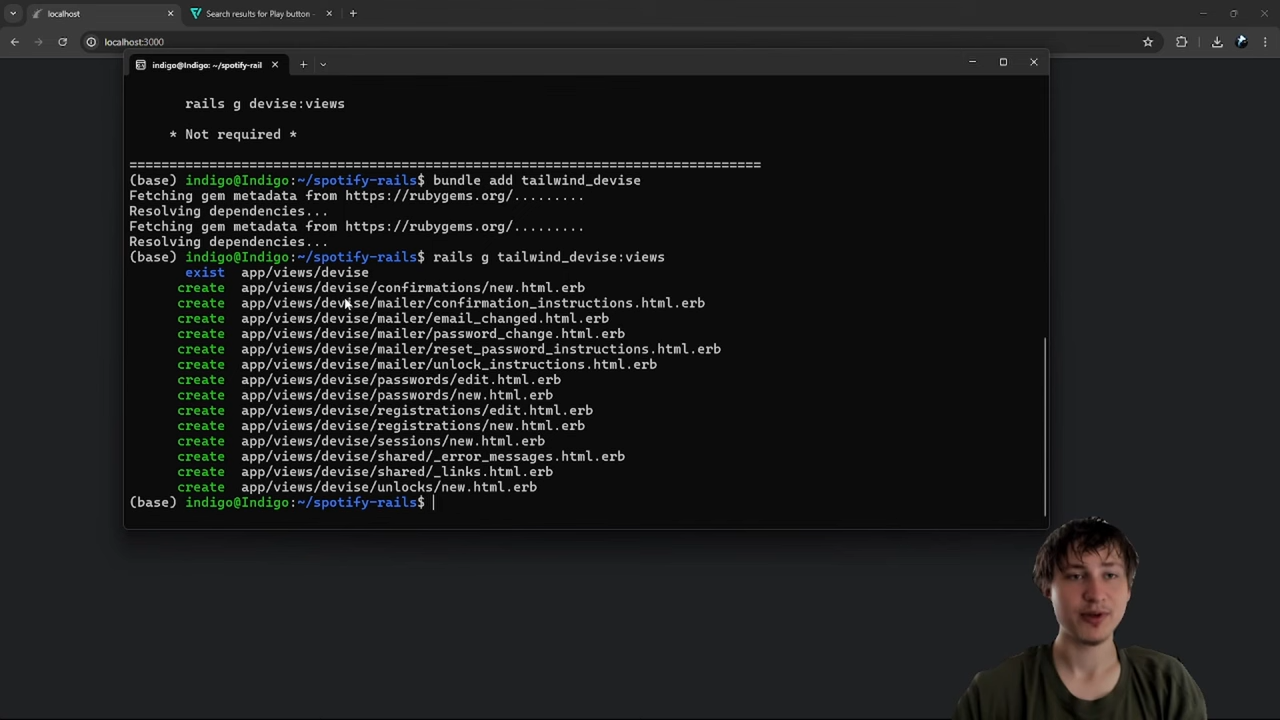 localhost
Search results for Play button -
localhost:3000
indigo@Indigo: ~/spotify-rail
rails g devise:views
* Not required *
===============================================================================
(base) indigo@Indigo:~/spotify-rails$ bundle add tailwind_devise
Fetching gem metadata from https://rubygems.org/.........
Resolving dependencies...
Fetching gem metadata from https://rubygems.org/.........
Resolving dependencies...
(base) indigo@Indigo:~/spotify-rails$ rails g tailwind_devise:views
exist app/views/devise
create app/views/devise/confirmations/new.html.erb
create app/views/devise/mailer/confirmation_instructions.html.erb
create app/views/devise/mailer/email_changed.html.erb
create app/views/devise/mailer/password_change.html.erb
create app/views/devise/mailer/reset_password_instructions.html.erb
create app/views/devise/mailer/unlock_instructions.html.erb
create app/views/devise/passwords/edit.html.erb
create app/views/devise/passwords/new.html.erb
create app/views/devise/registrations/edit.html.erb
create app/views/devise/registrations/new.html.erb
create app/views/devise/sessions/new.html.erb
create app/views/devise/shared/_error_messages.html.erb
create app/views/devise/shared/_links.html.erb
create app/views/devise/unlocks/new.html.erb
(base) indigo@Indigo:~/spotify-rails$